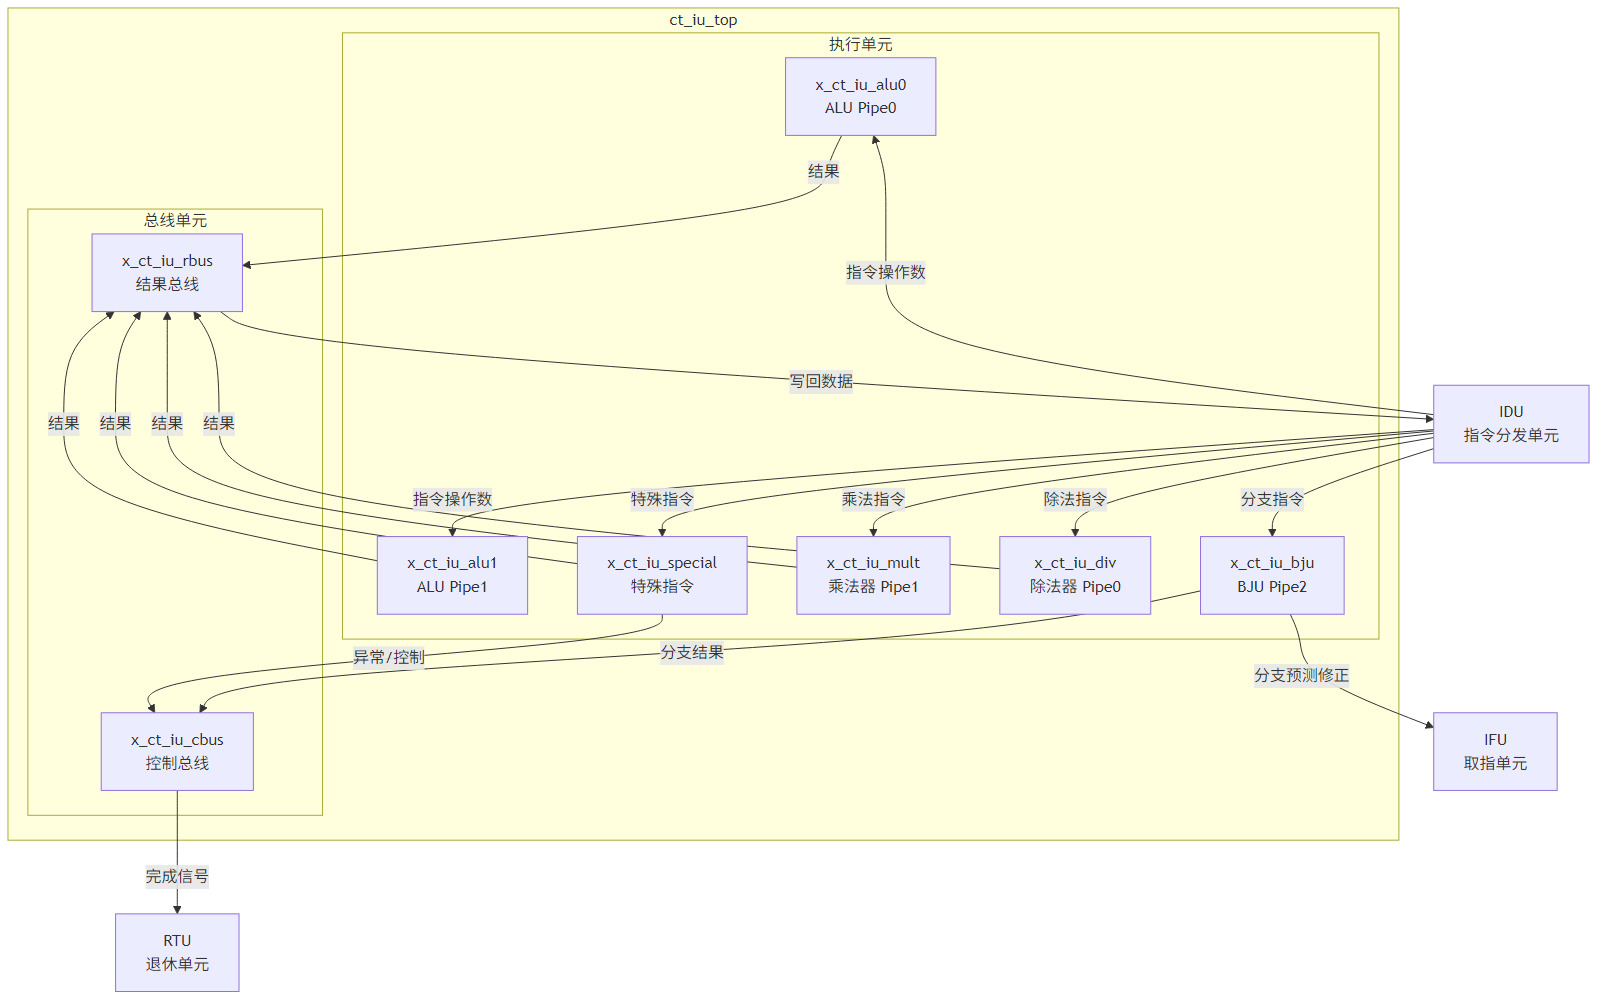 ct_iu_top
执行单元
x_ct_iu_alu0
ALU Pipe0
结果
总线单元
x_ct_iu_rbus
结果总线
指令操作数
写回数据
IDU
指令分发单元
结果
结果
结果
结果
指令操作数
特殊指令
乘法指令
除法指令
分支指令
x_ct_iu_alu1
ALU Pipe1
x_ct_iu_special
特殊指令
x_ct_iu_mult
乘法器 Pipe1
x_ct_iu_div
除法器 Pipe0
x_ct_iu_bju
BJU Pipe2
异常/控制
分支结果
分支预测修正
x_ct_iu_cbus
控制总线
IFU
取指单元
完成信号
RTU
退休单元